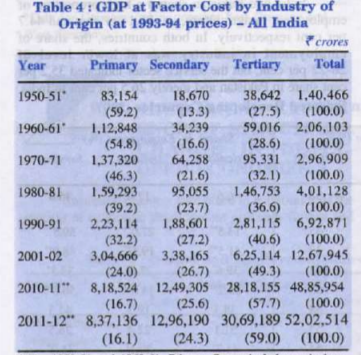 Table 4 : GDP at Factor Cost by Industry of
Origin (at 1993-94 prices) – All India
₹ crores
Year Primary Secondary Tertiary Total
1950-51* 83,154 18,670 38,642 1,40,466
(59.2) (13.3) (27.5) (100.0)
1960-61* 1,12,848 34,239 59,016 2,06,103
(54.8) (16.6) (28.6) (100.0)
1970-71 1,37,320 64,258 95,331 2,96,909
(46.3) (21.6) (32.1) (100.0)
1980-81 1,59,293 95,055 1,46,753 4,01,128
(39.2) (23.7) (36.6) (100.0)
1990-91 2,23,114 1,88,601 2,81,115 6,92,871
(32.2) (27.2) (40.6) (100.0)
2001-02 3,04,666 3,38,165 6,25,114 12,67,945
(24.0) (26.7) (49.3) (100.0)
2010-11** 8,18,524 12,49,305 28,18,155 48,85,954
(16.7) (25.6) (57.7) (100.0)
2011-12** 8,37,136 12,96,190 30,69,189 52,02,514
(16.1) (24.3) (59.0) (100.0)